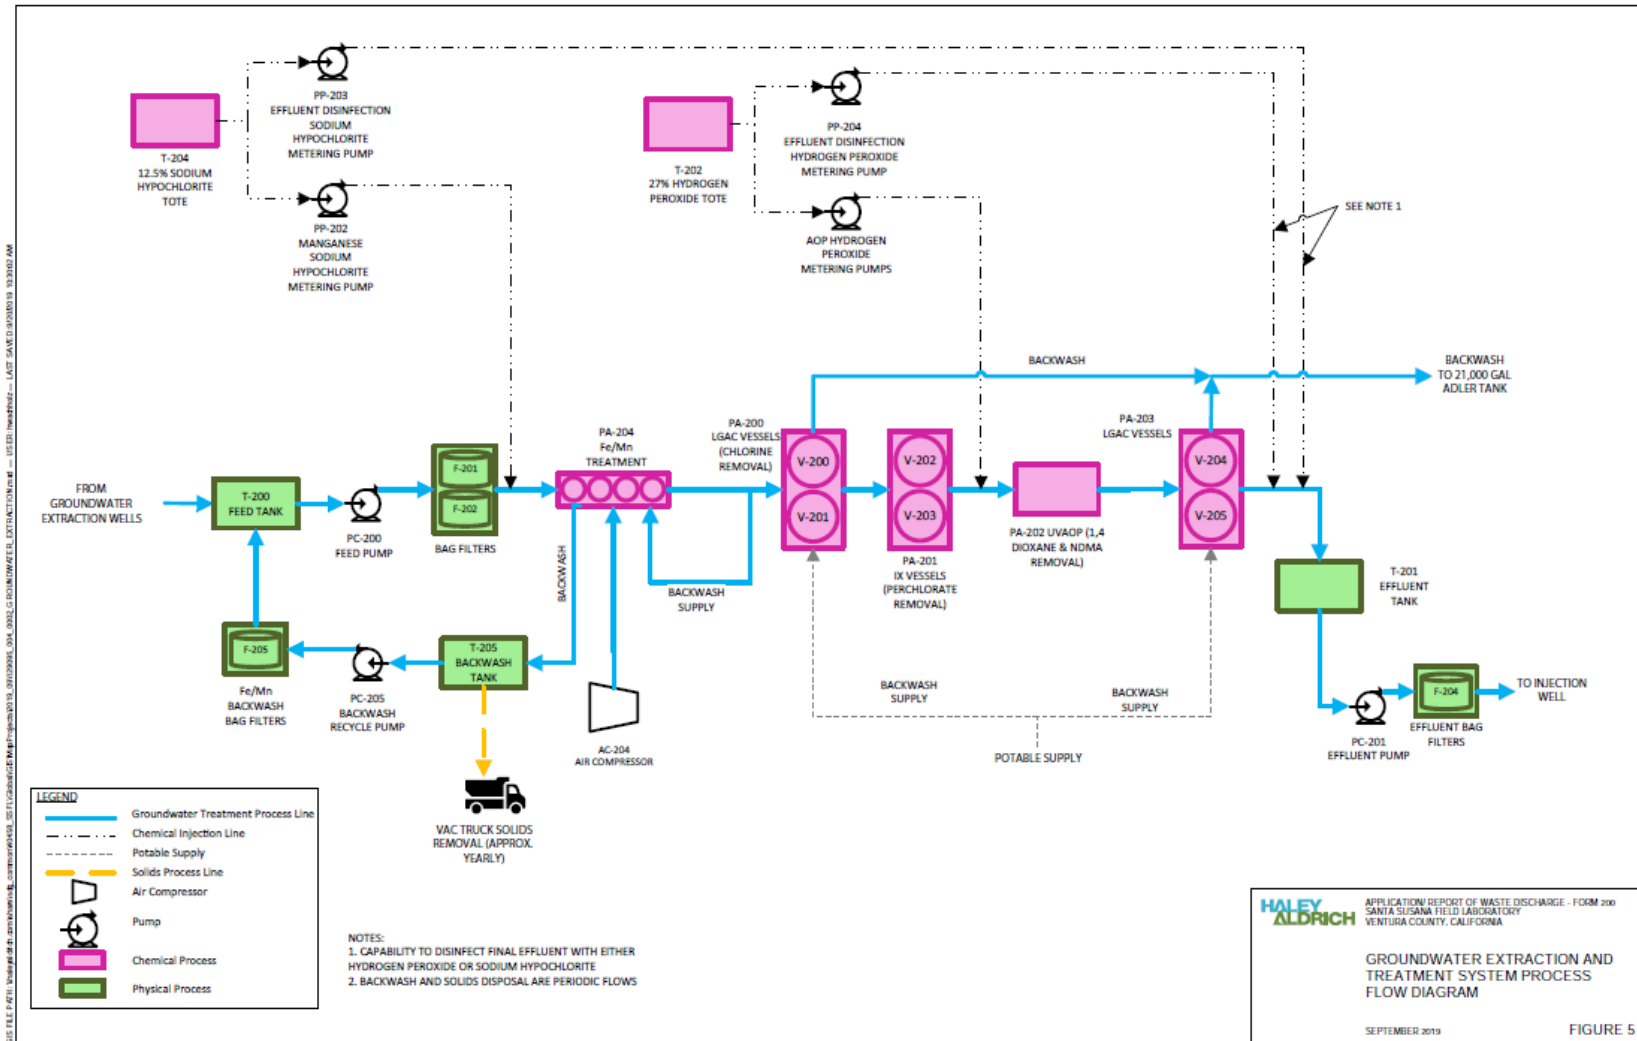 PP-203
EFFLUENT DISINFECTION
SODIUM
HYPOCHLORITE
METERING PUMP
T-204
12.5% SODIUM
HYPOCHLORITE
TOTE
PP-202
MANGANESE
SODIUM
HYPOCHLORITE
METERING PUMP
T-202
27% HYDROGEN
PEROXIDE TOTE
PP-204
EFFLUENT DISINFECTION
HYDROGEN PEROXIDE
METERING PUMP
AOP HYDROGEN
PEROXIDE
METERING PUMPS
SEE NOTE 1
BACKWASH
BACKWASH
TO 21,000 GAL
ADLER TANK
FROM
GROUNDWATER
EXTRACTION WELLS
T-200
FEED TANK
PC-200
FEED PUMP
F-201
F-202
BAG FILTERS
PA-204
Fe/Mn
TREATMENT
PA-200
LGAC VESSELS
(CHLORINE
REMOVAL)
V-200
V-201
V-202
V-203
PA-201
IX VESSELS
(PERCHLORATE
REMOVAL)
PA-202 UVAOP (1,4
DIOXANE & NDMA
REMOVAL)
PA-203
LGAC VESSELS
V-204
V-205
T-201
EFFLUENT
TANK
BACKWASH
BACKWASH
SUPPLY
F-205
Fe/Mn
BACKWASH
BAG FILTERS
PC-205
BACKWASH
RECYCLE PUMP
T-205
BACKWASH
TANK
AC-204
AIR COMPRESSOR
BACKWASH
SUPPLY
BACKWASH
SUPPLY
POTABLE SUPPLY
PC-201
EFFLUENT PUMP
F-204
EFFLUENT BAG
FILTERS
TO INJECTION
WELL
VAC TRUCK SOLIDS
REMOVAL (APPROX.
YEARLY)
LEGEND
Groundwater Treatment Process Line
Chemical Injection Line
Potable Supply
Solids Process Line
Air Compressor
Pump
Chemical Process
Physical Process
NOTES:
1. CAPABILITY TO DISINFECT FINAL EFFLUENT WITH EITHER
HYDROGEN PEROXIDE OR SODIUM HYPOCHLORITE
2. BACKWASH AND SOLIDS DISPOSAL ARE PERIODIC FLOWS
HALEY
ALDRICH
APPLICATION/ REPORT OF WASTE DISCHARGE - FORM 200
SANTA SUSANA FIELD LABORATORY
VENTURA COUNTY, CALIFORNIA
GROUNDWATER EXTRACTION AND
TREATMENT SYSTEM PROCESS
FLOW DIAGRAM
SEPTEMBER 2019
FIGURE 5